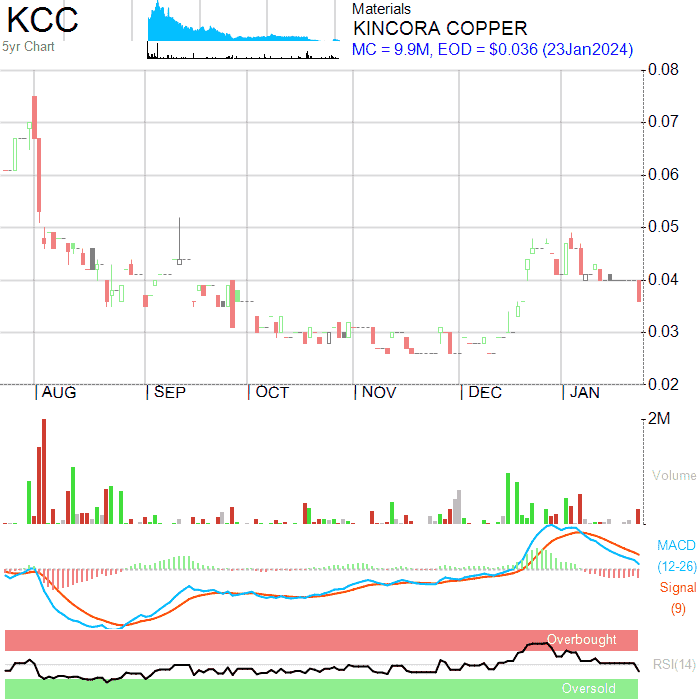 KCC
5yr Chart
Materials
KINCORA COPPER
MC = 9.9M, EOD = $0.036 (23Jan2024)
0.08
0.07
0.06
0.05
0.04
0.03
0.02
AUG SEP OCT NOV DEC JAN
2M
Volume
MACD
(12-26)
Signal
(9)
Overbought
RSI(14)
Oversold